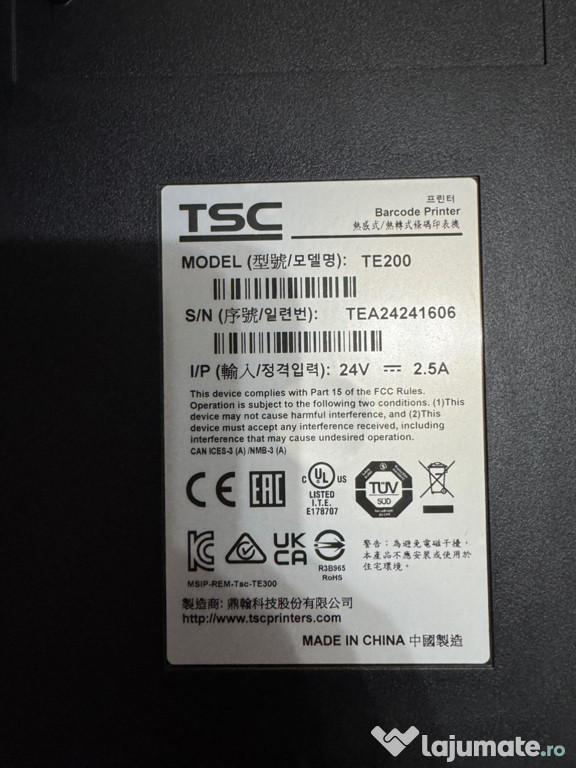 TSC
프린터
Barcode Printer
熱感式/熱轉式條碼印表機
MODEL (型號/모델명): TE200
S/N (序號/일련번): TEA24241606
I/P (輸入/정격입력): 24V ⎓ 2.5A
This device complies with Part 15 of the FCC Rules.
Operation is subject to the following two conditions. (1)This
device may not cause harmful interference, and (2)This
device must accept any interference received, including
interference that may cause undesired operation.
CAN ICES-3 (A) /NMB-3 (A)
CE
EAC
C UL US
LISTED
I.T.E.
E178707
TÜV
SÜD
KC
UK
CA
R3B965
RoHS
MSIP-REM-Tsc-TE300
警告：為避免電磁干擾，
本產品不應安裝或使用於
住宅環境。
製造商: 鼎翰科技股份有限公司
http://www.tscprinters.com
MADE IN CHINA 中國製造
lajumate.ro